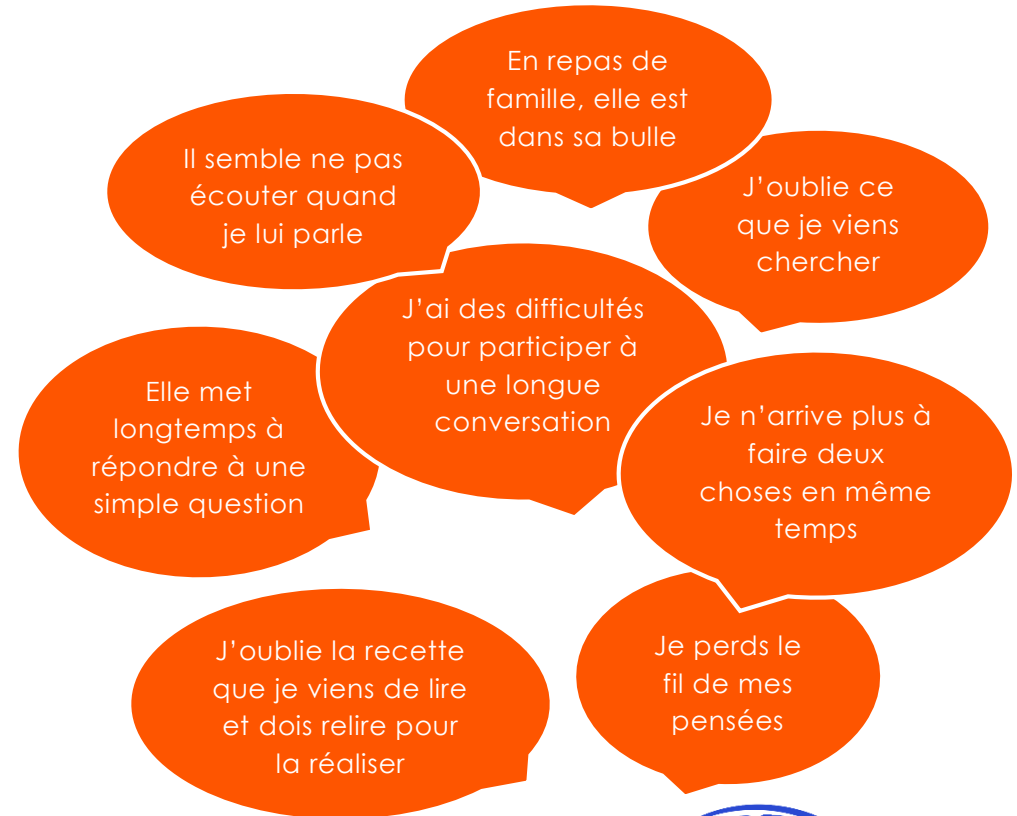 En repas de
famille, elle est
dans sa bulle
Il semble ne pas
écouter quand
je lui parle
J’oublie ce
que je viens
chercher
J’ai des difficultés
pour participer à
une longue
conversation
Elle met
longtemps à
répondre à une
simple question
Je n’arrive plus à
faire deux
choses en même
temps
J’oublie la recette
que je viens de lire
et dois relire pour
la réaliser
Je perds le
fil de mes
pensées